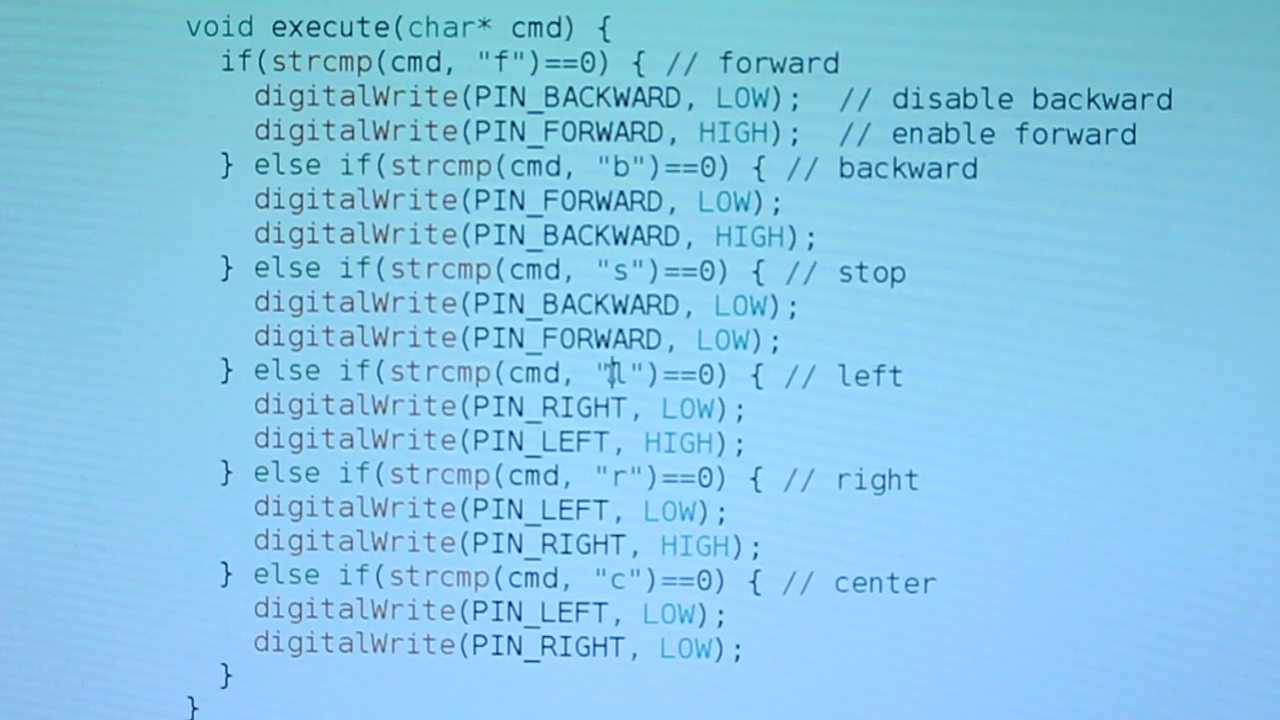 void execute(char* cmd) {
if(strcmp(cmd, "f")==0) { // forward
digitalWrite(PIN_BACKWARD, LOW); // disable backward
digitalWrite(PIN_FORWARD, HIGH); // enable forward
} else if(strcmp(cmd, "b")==0) { // backward
digitalWrite(PIN_FORWARD, LOW);
digitalWrite(PIN_BACKWARD, HIGH);
} else if(strcmp(cmd, "s")==0) { // stop
digitalWrite(PIN_BACKWARD, LOW);
digitalWrite(PIN_FORWARD, LOW);
} else if(strcmp(cmd, "l")==0) { // left
digitalWrite(PIN_RIGHT, LOW);
digitalWrite(PIN_LEFT, HIGH);
} else if(strcmp(cmd, "r")==0) { // right
digitalWrite(PIN_LEFT, LOW);
digitalWrite(PIN_RIGHT, HIGH);
} else if(strcmp(cmd, "c")==0) { // center
digitalWrite(PIN_LEFT, LOW);
digitalWrite(PIN_RIGHT, LOW);
}
}